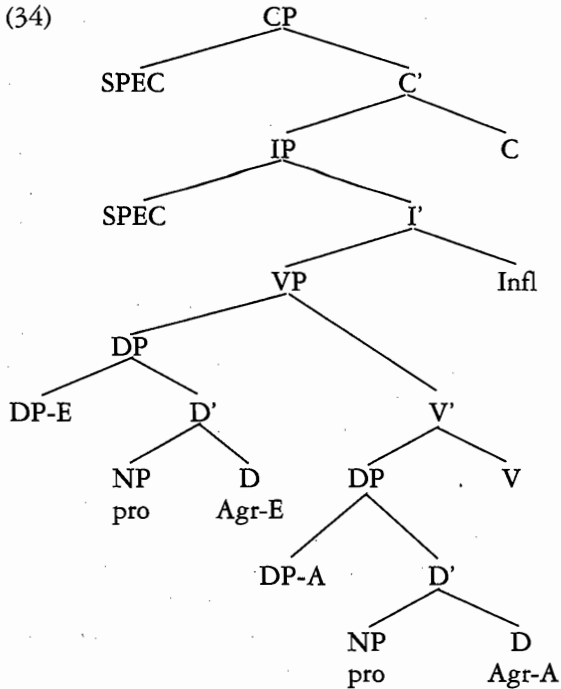 (34) CP
SPEC C'
IP C
SPEC I'
VP Infl
DP
DP-E D' V'
NP D DP V
pro Agr-E
DP-A D'
NP D
pro Agr-A